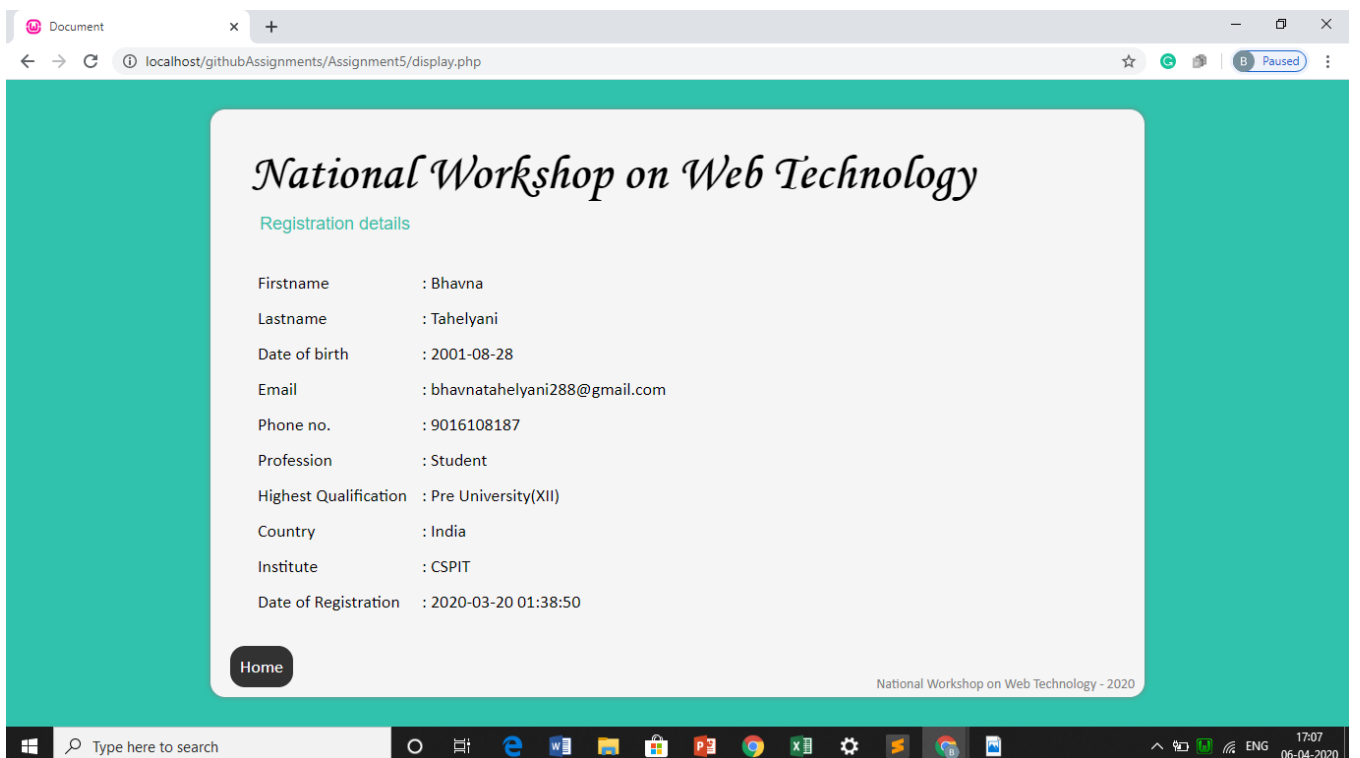 Document
localhost/githubAssignments/Assignment5/display.php
B Paused
National Workshop on Web Technology
Registration details
Firstname : Bhavna
Lastname : Tahelyani
Date of birth : 2001-08-28
Email : bhavnatahelyani288@gmail.com
Phone no. : 9016108187
Profession : Student
Highest Qualification : Pre University(XII)
Country : India
Institute : CSPIT
Date of Registration : 2020-03-20 01:38:50
Home
National Workshop on Web Technology - 2020
Type here to search
ENG
17:07
06-04-2020